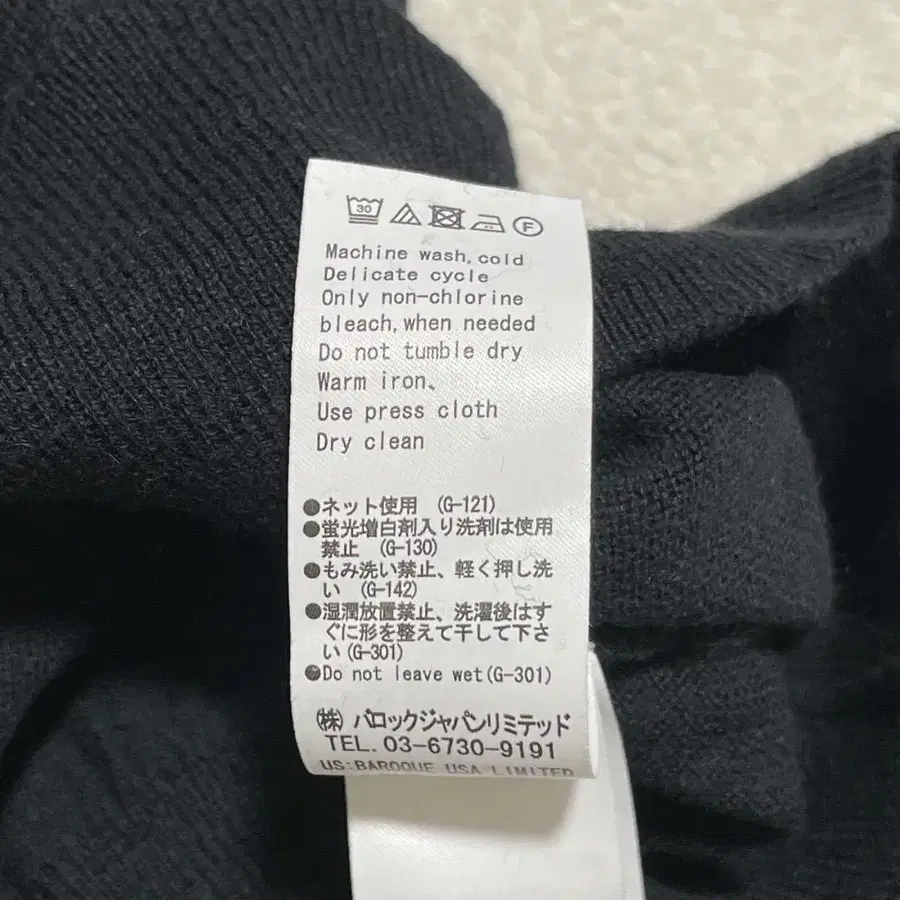 30
F
Machine wash,cold
Delicate cycle
Only non-chlorine
bleach,when needed
Do not tumble dry
Warm iron、
Use press cloth
Dry clean
●ネット使用 (G-121)
●蛍光増白剤入り洗剤は使用
禁止 (G-130)
●もみ洗い禁止、軽く押し洗
い (G-142)
●湿潤放置禁止、洗濯後はす
ぐに形を整えて干して下さ
い(G-301)
●Do not leave wet(G-301)
㈱ バロックジャパンリミテッド
TEL. 03-6730-9191
US:BAROQUE USA LIMITED